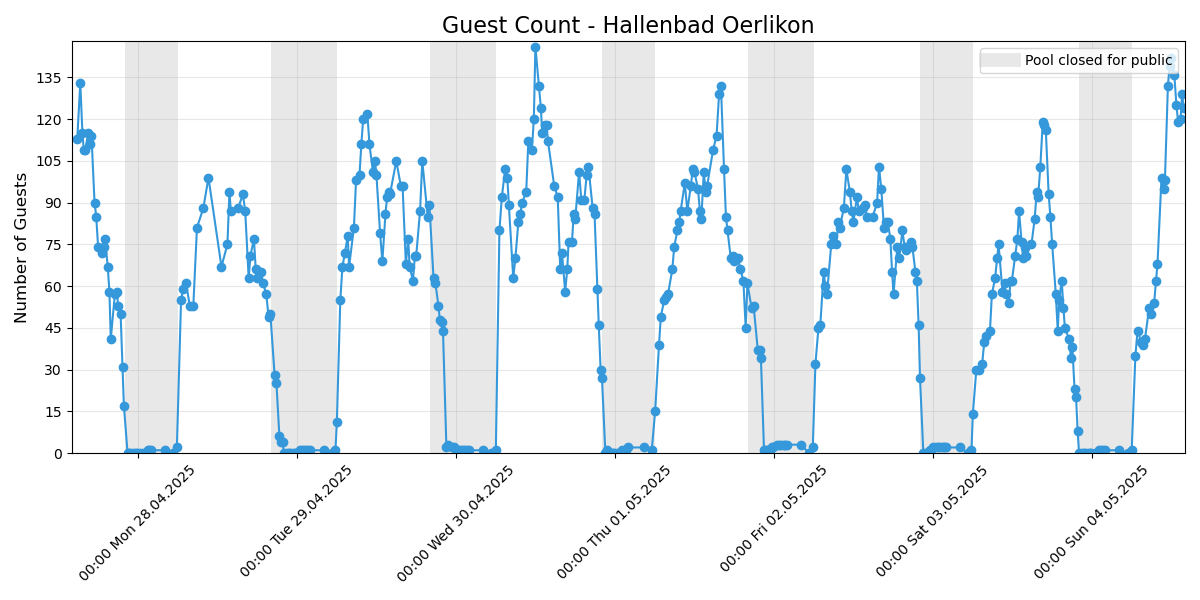 Guest Count - Hallenbad Oerlikon
Pool closed for public
Number of Guests
135
120
105
90
75
60
45
30
15
0
00:00 Mon 28.04.2025
00:00 Tue 29.04.2025
00:00 Wed 30.04.2025
00:00 Thu 01.05.2025
00:00 Fri 02.05.2025
00:00 Sat 03.05.2025
00:00 Sun 04.05.2025